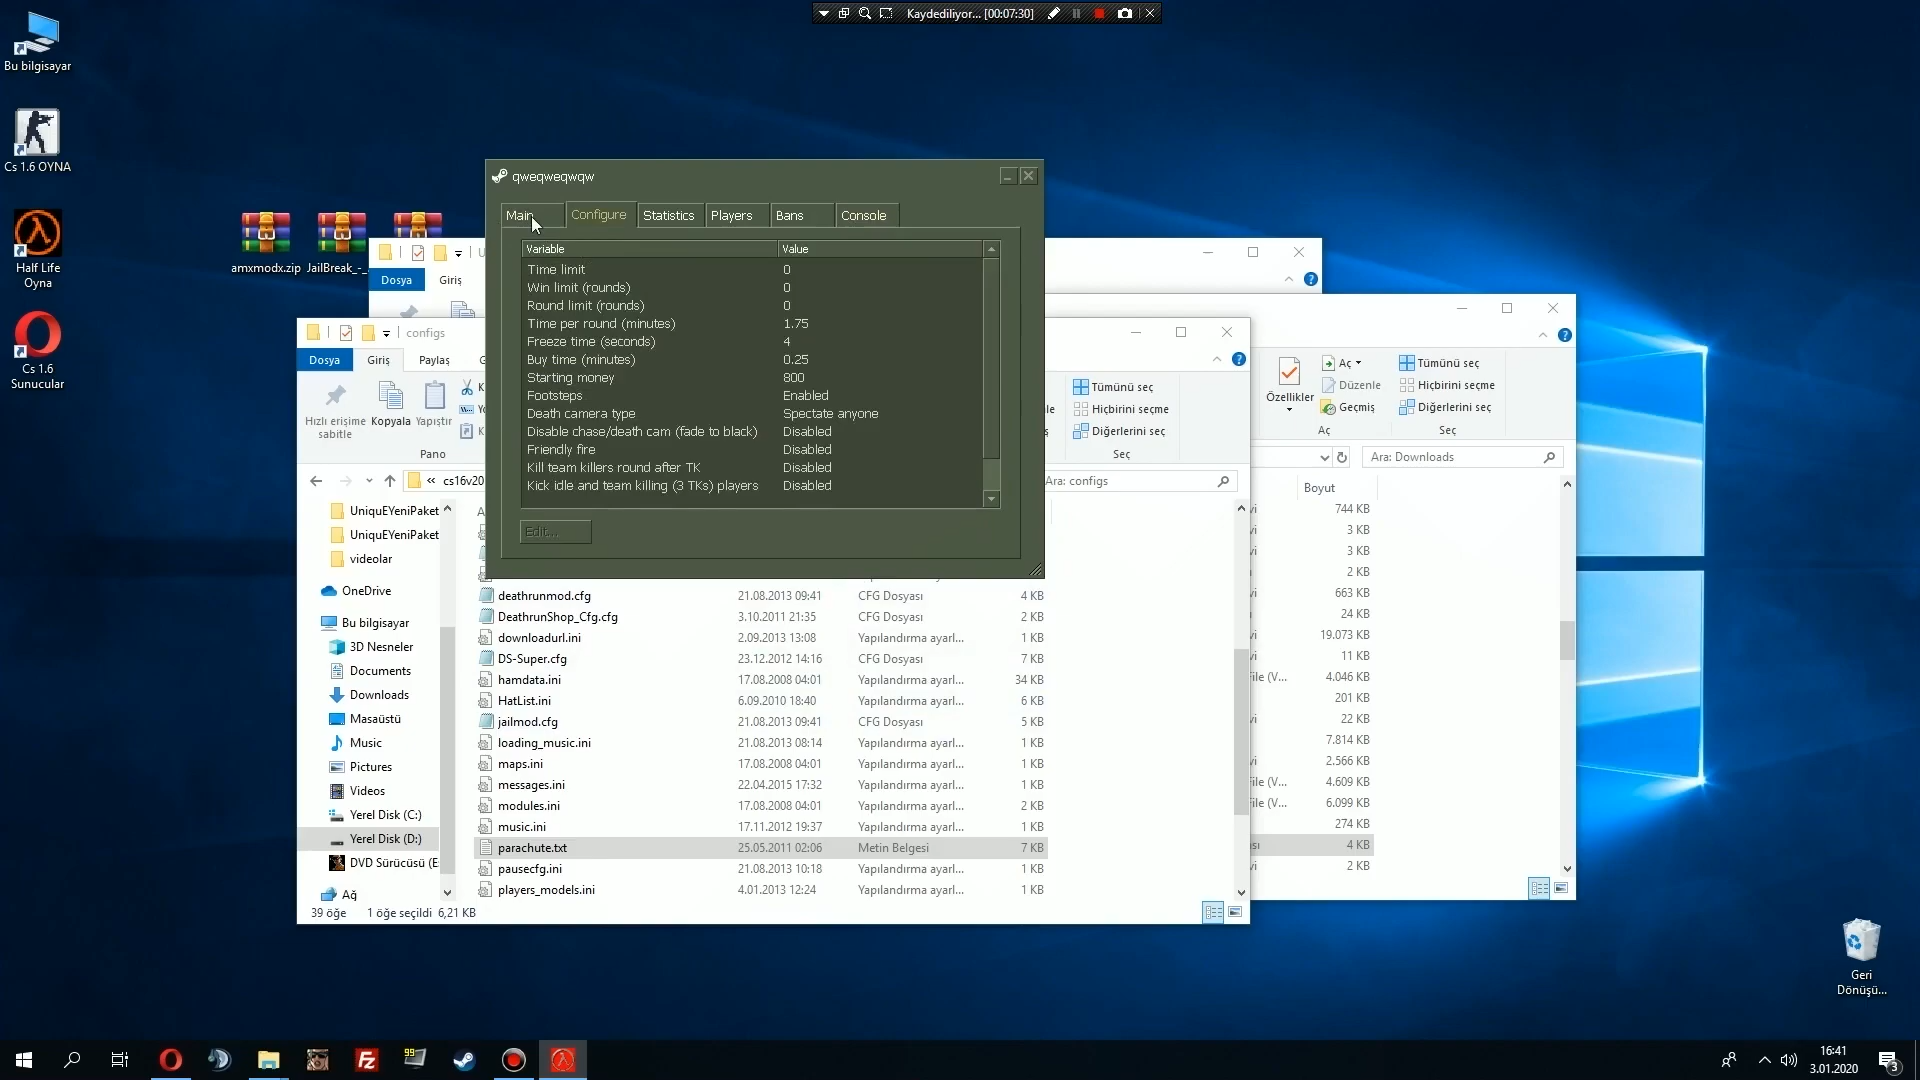 Kaydediliyor... [00:07:30]
Bu bilgisayar
Cs 1.6 OYNA
Half Life
Oyna
Cs 1.6
Sunucular
amxmodx.zip
JailBreak_-_
Dosya
Giriş
qweqweqwqw
Main
Configure
Statistics
Players
Bans
Console
Variable Value
Time limit 0
Win limit (rounds) 0
Round limit (rounds) 0
Time per round (minutes) 1.75
Freeze time (seconds) 4
Buy time (minutes) 0.25
Starting money 800
Footsteps Enabled
Death camera type Spectate anyone
Disable chase/death cam (fade to black) Disabled
Friendly fire Disabled
Kill team killers round after TK Disabled
Kick idle and team killing (3 TKs) players Disabled
Edit...
configs
Dosya
Giriş
Paylaş
Hızlı erişime
sabitle
Kopyala
Yapıştır
Pano
Tümünü seç
Hiçbirini seçme
Diğerlerini seç
Seç
« cs16v20
Ara: configs
Özellikler
Aç
Düzenle
Geçmiş
Aç
Tümünü seç
Hiçbirini seçme
Diğerlerini seç
Seç
Ara: Downloads
Boyut
744 KB
3 KB
3 KB
2 KB
663 KB
24 KB
19.073 KB
11 KB
File (V... 4.046 KB
201 KB
22 KB
7.814 KB
2.566 KB
File (V... 4.609 KB
File (V... 6.099 KB
274 KB
4 KB
2 KB
UniquEYeniPaket
UniquEYeniPaket
videolar
OneDrive
Bu bilgisayar
3D Nesneler
Documents
Downloads
Masaüstü
Music
Pictures
Videos
Yerel Disk (C:)
Yerel Disk (D:)
DVD Sürücüsü (E:
Ağ
deathrunmod.cfg 21.08.2013 09:41 CFG Dosyası 4 KB
DeathrunShop_Cfg.cfg 3.10.2011 21:35 CFG Dosyası 2 KB
downloadurl.ini 2.09.2013 13:08 Yapılandırma ayarl... 1 KB
DS-Super.cfg 23.12.2012 14:16 CFG Dosyası 7 KB
hamdata.ini 17.08.2008 04:01 Yapılandırma ayarl... 34 KB
HatList.ini 6.09.2010 18:40 Yapılandırma ayarl... 6 KB
jailmod.cfg 21.08.2013 09:41 CFG Dosyası 2 KB
loading_music.ini 21.08.2013 08:14 Yapılandırma ayarl... 1 KB
maps.ini 17.08.2008 04:01 Yapılandırma ayarl... 1 KB
messages.ini 22.04.2015 17:32 Yapılandırma ayarl... 1 KB
modules.ini 17.08.2008 04:01 Yapılandırma ayarl... 2 KB
music.ini 17.11.2012 19:37 Yapılandırma ayarl... 1 KB
parachute.txt 25.05.2011 02:06 Metin Belgesi 7 KB
pausecfg.ini 21.08.2013 10:18 Yapılandırma ayarl... 1 KB
players_models.ini 4.01.2013 12:24 Yapılandırma ayarl... 1 KB
39 öğe 1 öğe seçildi 6,21 KB
Geri
Dönüşü...
16:41
3.01.2020
3